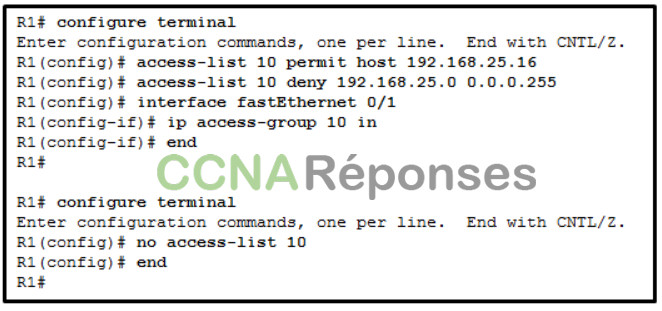 R1# configure terminal
Enter configuration commands, one per line.  End with CNTL/Z.
R1(config)# access-list 10 permit host 192.168.25.16
R1(config)# access-list 10 deny 192.168.25.0 0.0.0.255
R1(config)# interface fastEthernet 0/1
R1(config-if)# ip access-group 10 in
R1(config-if)# end
R1#
CCNA Réponses
R1# configure terminal
Enter configuration commands, one per line.  End with CNTL/Z.
R1(config)# no access-list 10
R1(config)# end
R1#